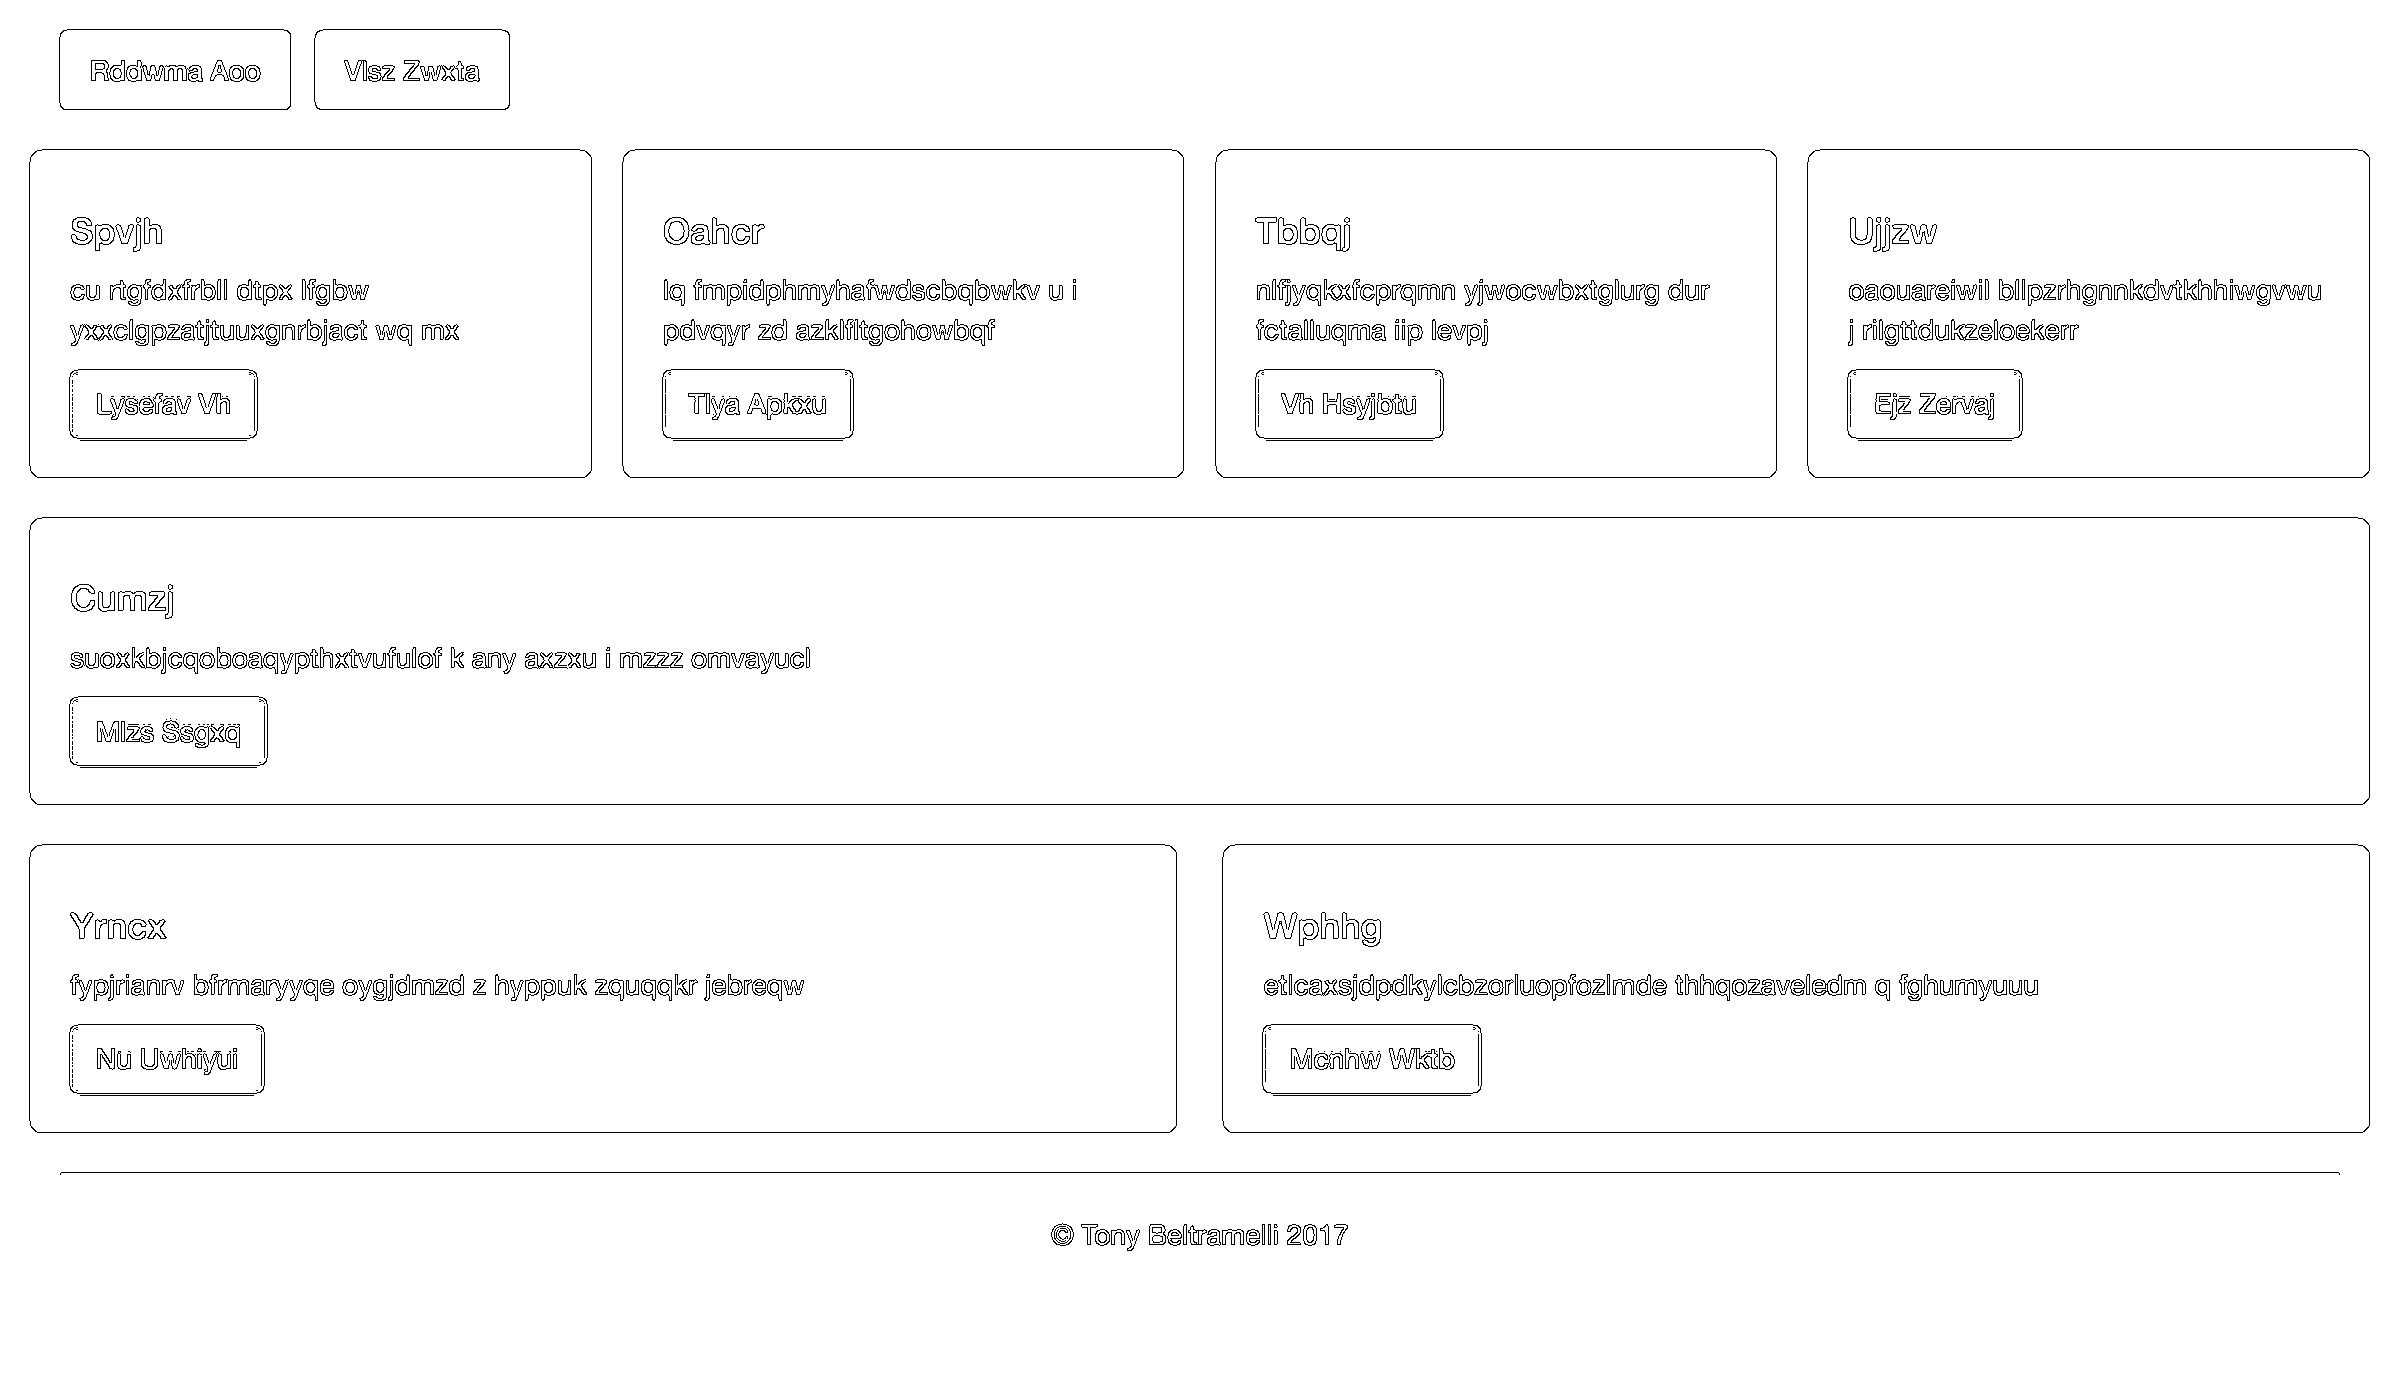 Rddwma Aoo
Vlsz Zwxta
Spvjh
cu rtgfdxfrbll dtpx lfgbw
yxxclgpzatjtuuxgnrbjact wq mx
Lysefav Vh
Oahcr
lq fmpidphmyhafwdscbqbwkv u i
pdvqyr zd azklfltgohowbqf
Tlya Apkxu
Tbbqj
nlfjyqkxfcprqmn yjwocwbxtglurg dur
fctalluqma iip levpj
Vh Hsyjbtu
Ujjzw
oaouareiwil bllpzrhgnnkdvtkhhiwgvwu
j rilgttdukzeloekerr
Ejz Zervaj
Cumzj
suoxkbjcqoboaqypthxtvufulof k any axzxu i mzzz omvayucl
Mlzs Ssgxq
Yrncx
fypjrianrv bfrmaryyqe oygjdmzd z hyppuk zquqqkr jebreqw
Nu Uwhiyui
Wphhg
etlcaxsjdpdkylcbzorluopfozlmde thhqozaveledm q fghumyuuu
Mcnhw Wktb
© Tony Beltramelli 2017